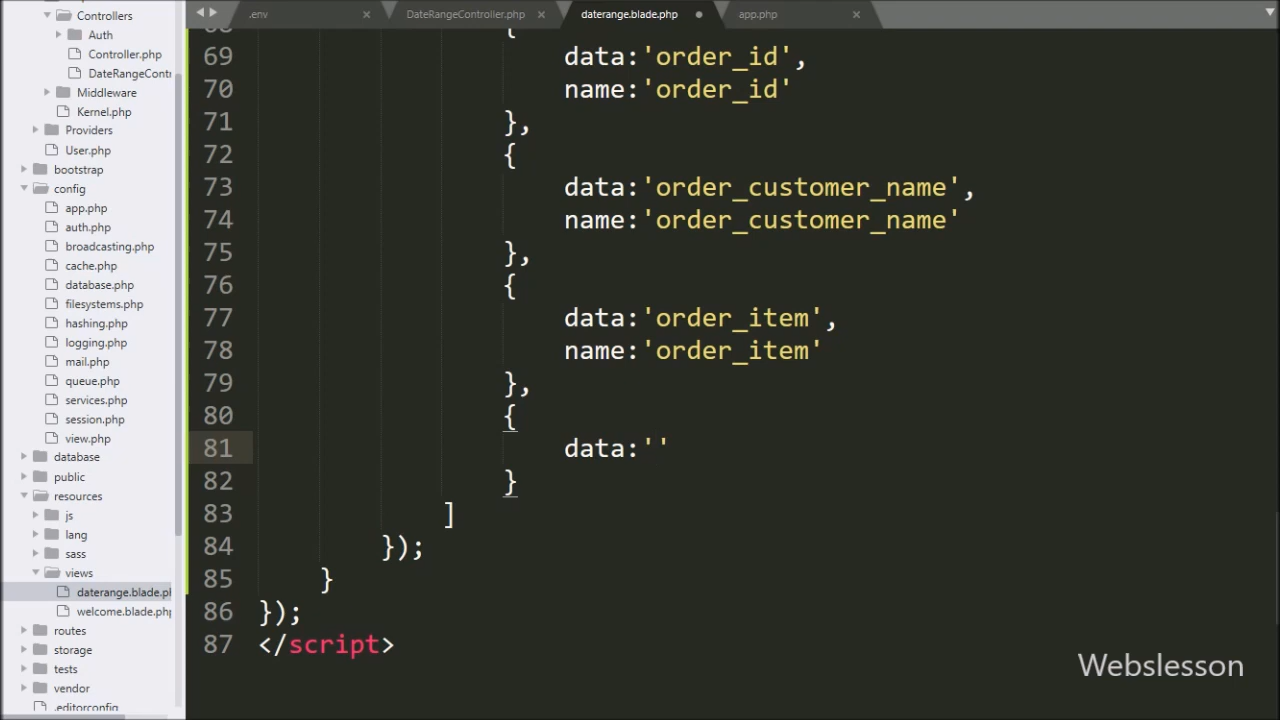 .env
DateRangeController.php
daterange.blade.php
app.php
Controllers
Auth
Controller.php
DateRangeContr
Middleware
Kernel.php
Providers
User.php
bootstrap
config
app.php
auth.php
broadcasting.php
cache.php
database.php
filesystems.php
hashing.php
logging.php
mail.php
queue.php
services.php
session.php
view.php
database
public
resources
js
lang
sass
views
daterange.blade.ph
welcome.blade.php
routes
storage
tests
vendor
.editorconfig
68 {
69 data:'order_id',
70 name:'order_id'
71 },
72 {
73 data:'order_customer_name',
74 name:'order_customer_name'
75 },
76 {
77 data:'order_item',
78 name:'order_item'
79 },
80 {
81 data:''
82 }
83 ]
84 });
85 }
86 });
87 </script>
Webslesson